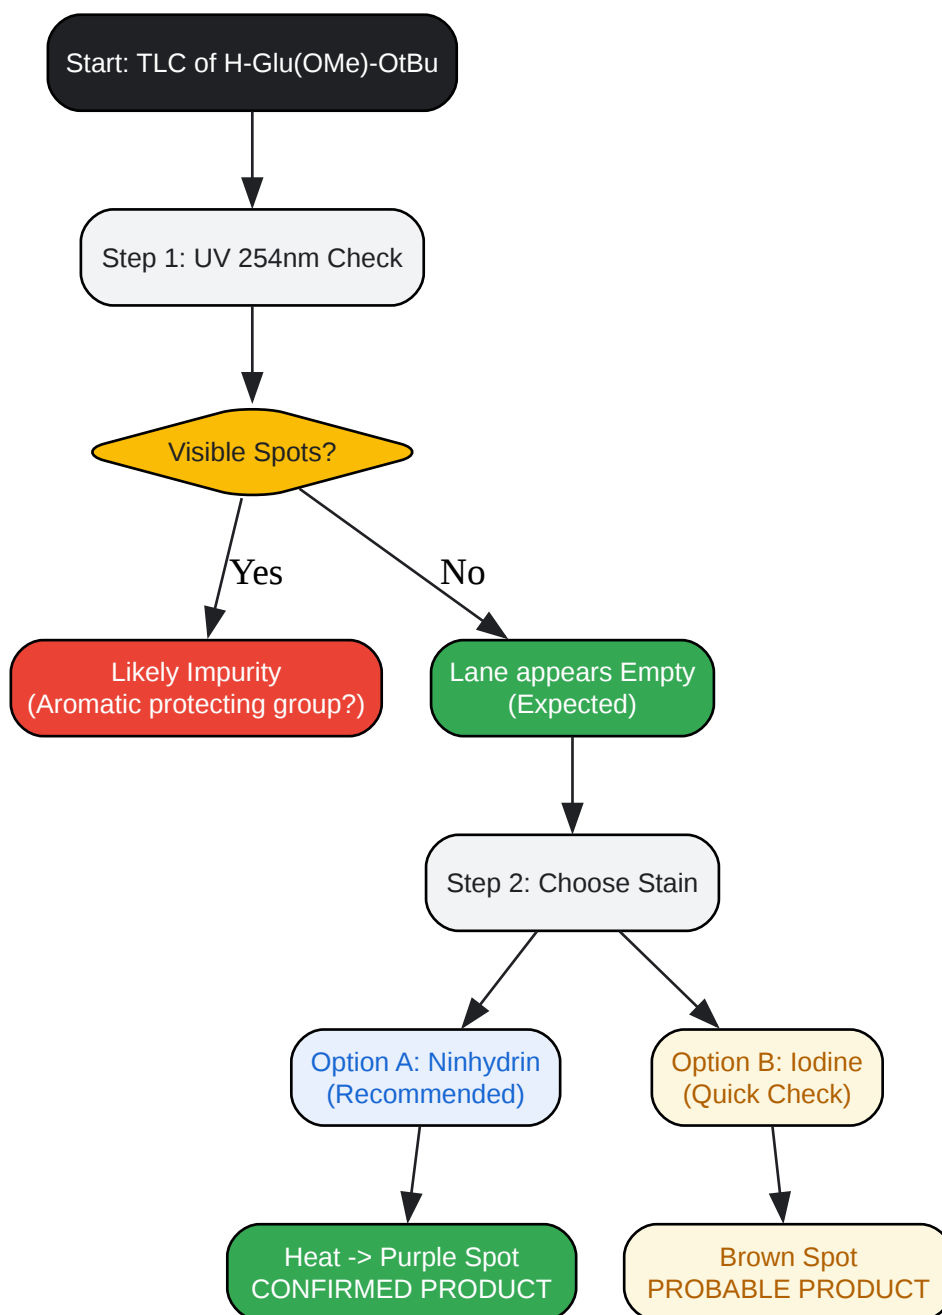 Start: TLC of H-Glu(OMe)-OtBu
Step 1: UV 254nm Check
Visible Spots?
Yes
No
Likely Impurity
(Aromatic protecting group?)
Lane appears Empty
(Expected)
Step 2: Choose Stain
Option A: Ninhydrin
(Recommended)
Option B: Iodine
(Quick Check)
Heat -> Purple Spot
CONFIRMED PRODUCT
Brown Spot
PROBABLE PRODUCT